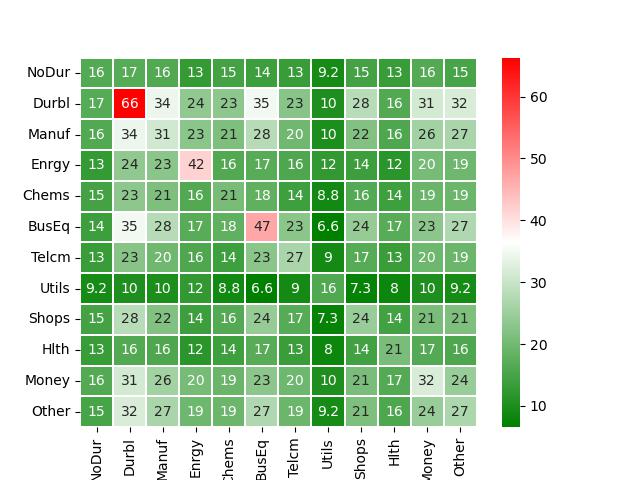 NoDur 16 17 16 13 15 14 13 9.2 15 13 16 15
Durbl 17 66 34 24 23 35 23 10 28 16 31 32
Manuf 16 34 31 23 21 28 20 10 22 16 26 27
Enrgy 13 24 23 42 16 17 16 12 14 12 20 19
Chems 15 23 21 16 21 18 14 8.8 16 14 19 19
BusEq 14 35 28 17 18 47 23 6.6 24 17 23 27
Telcm 13 23 20 16 14 23 27 9 17 13 20 19
Utils 9.2 10 10 12 8.8 6.6 9 16 7.3 8 10 9.2
Shops 15 28 22 14 16 24 17 7.3 24 14 21 21
Hlth 13 16 16 12 14 17 13 8 14 21 17 16
Money 16 31 26 20 19 23 20 10 21 17 32 24
Other 15 32 27 19 19 27 19 9.2 21 16 24 27
NoDur Durbl Manuf Enrgy Chems BusEq Telcm Utils Shops Hlth Money Other
60
50
40
30
20
10